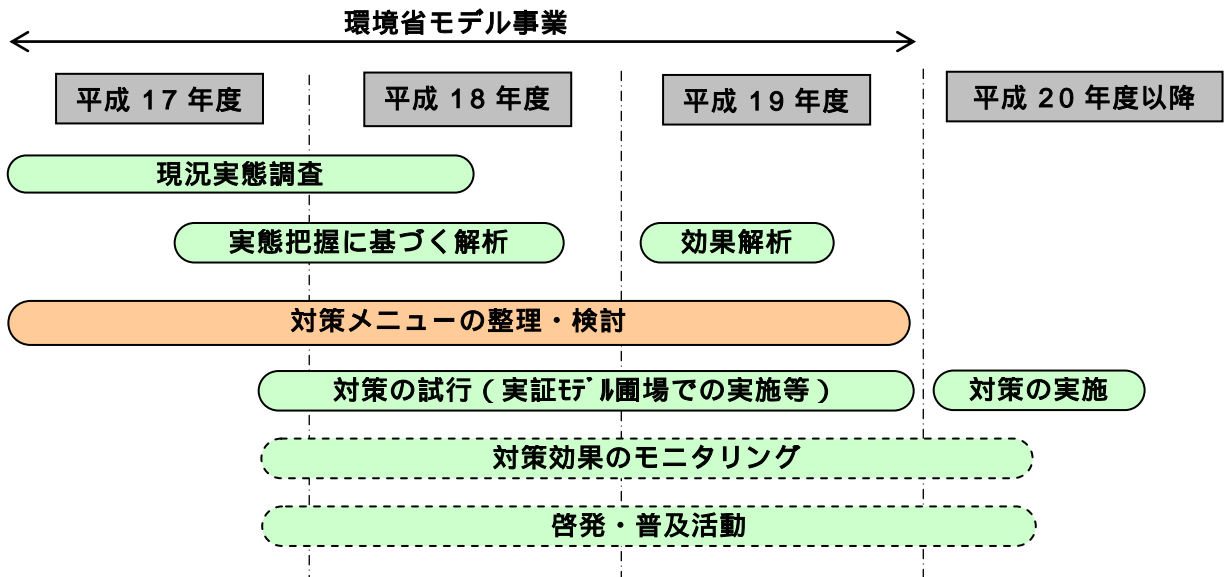 環境省モデル事業
平成 17 年度
平成 18 年度
平成 19 年度
平成 20 年度以降
現況実態調査
実態把握に基づく解析
効果解析
対策メニューの整理・検討
対策の試行（実証ﾓﾃﾞﾙ圃場での実施等）
対策の実施
対策効果のモニタリング
啓発・普及活動